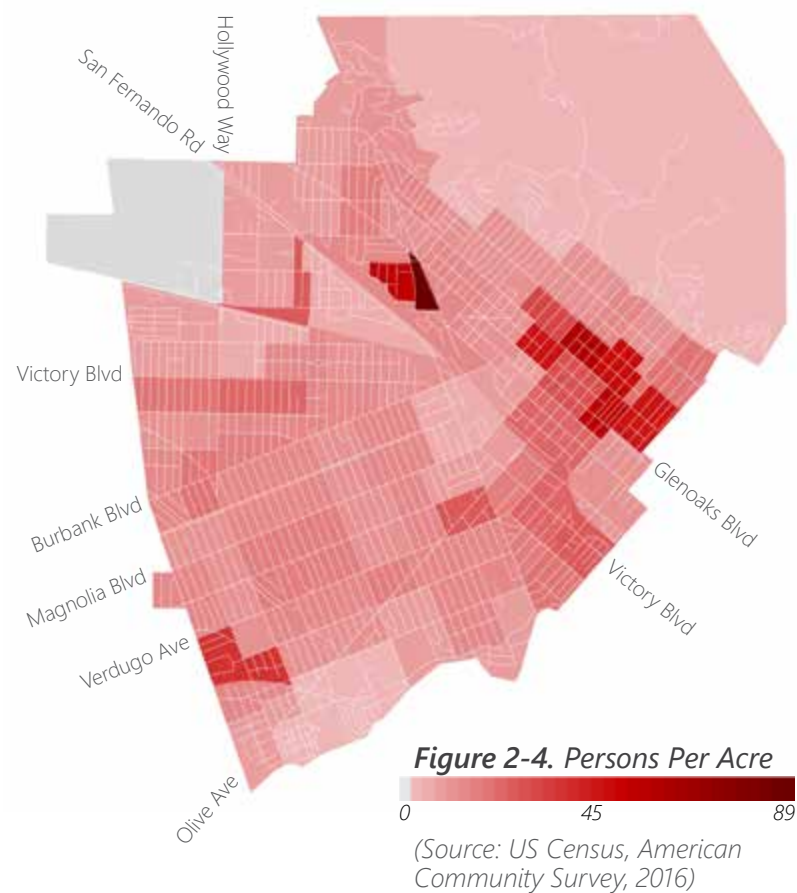 Hollywood Way
San Fernando Rd
Victory Blvd
Burbank Blvd
Magnolia Blvd
Verdugo Ave
Olive Ave
Glenoaks Blvd
Victory Blvd
Figure 2-4. Persons Per Acre
0 45 89
(Source: US Census, American
Community Survey, 2016)